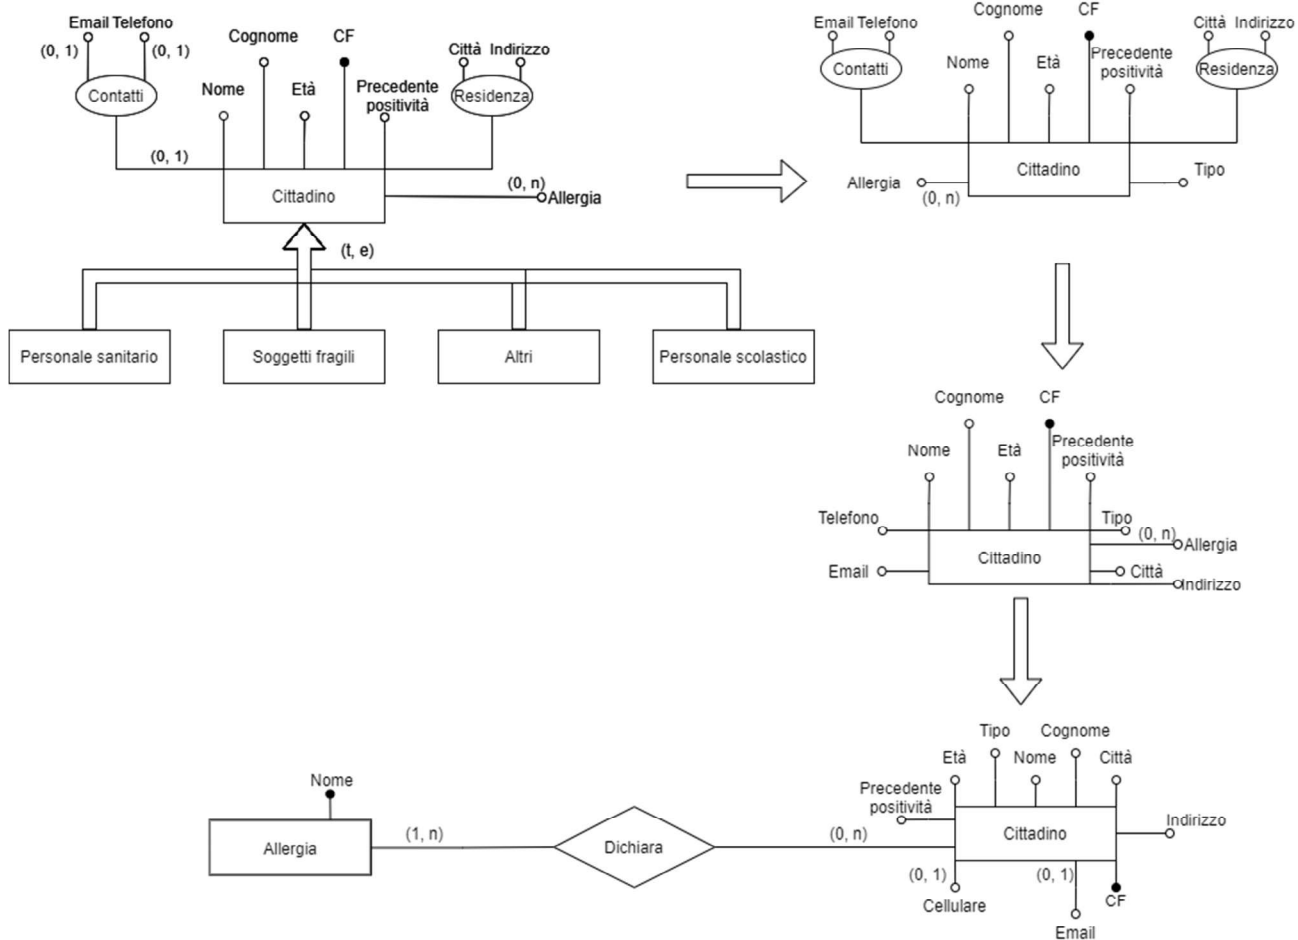 Email Telefono
(0, 1)
(0, 1)
Contatti
Cognome
CF
Nome
Età
Precedente
positività
Città Indirizzo
Residenza
(0, 1)
Cittadino
(0, n)
Allergia
(t, e)
Personale sanitario
Soggetti fragili
Altri
Personale scolastico
Email Telefono
Contatti
Cognome
CF
Nome
Età
Precedente
positività
Città Indirizzo
Residenza
Allergia
(0, n)
Cittadino
Tipo
Cognome
CF
Nome
Età
Precedente
positività
Telefono
Tipo
(0, n)
Allergia
Email
Cittadino
Città
Indirizzo
Tipo
Cognome
Età
Nome
Città
Precedente
positività
Nome
Allergia
(1, n)
Dichiara
(0, n)
Cittadino
Indirizzo
(0, 1)
Cellulare
(0, 1)
Email
CF